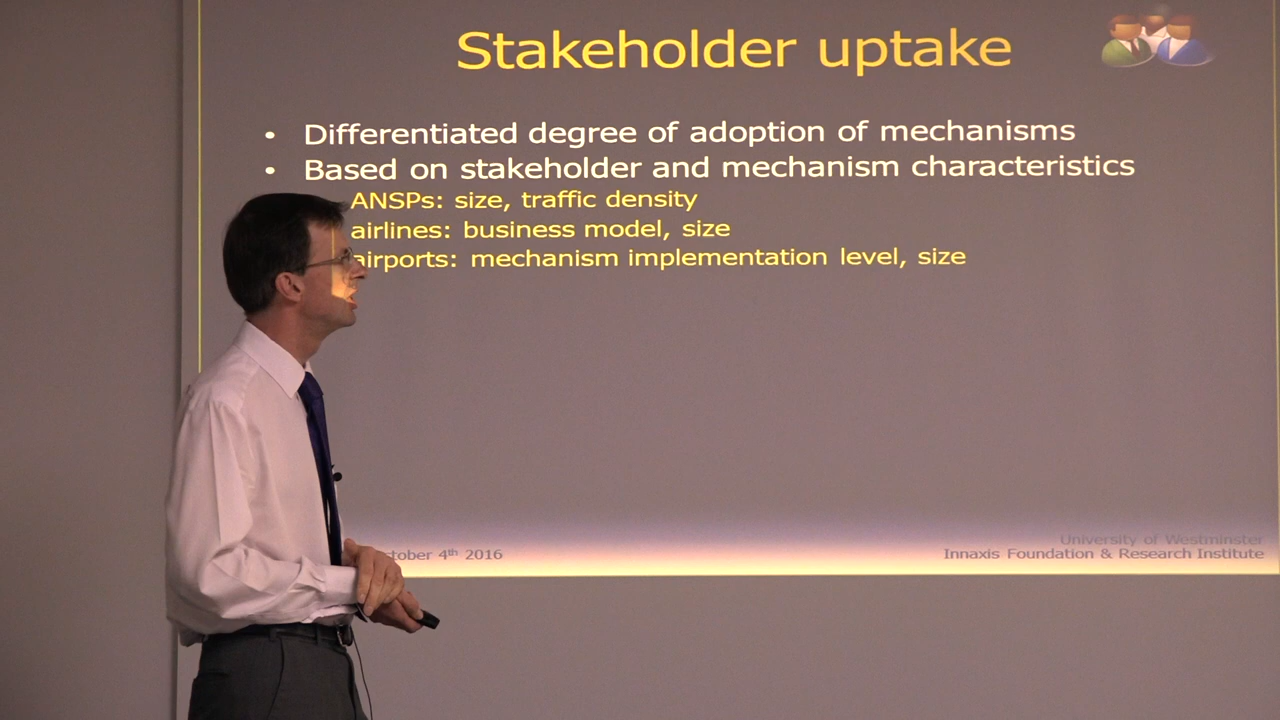 Stakeholder uptake
• Differentiated degree of adoption of mechanisms
• Based on stakeholder and mechanism characteristics
ANSPs: size, traffic density
airlines: business model, size
airports: mechanism implementation level, size
University of Westminster
tober 4th 2016
Innaxis Foundation & Research Institute